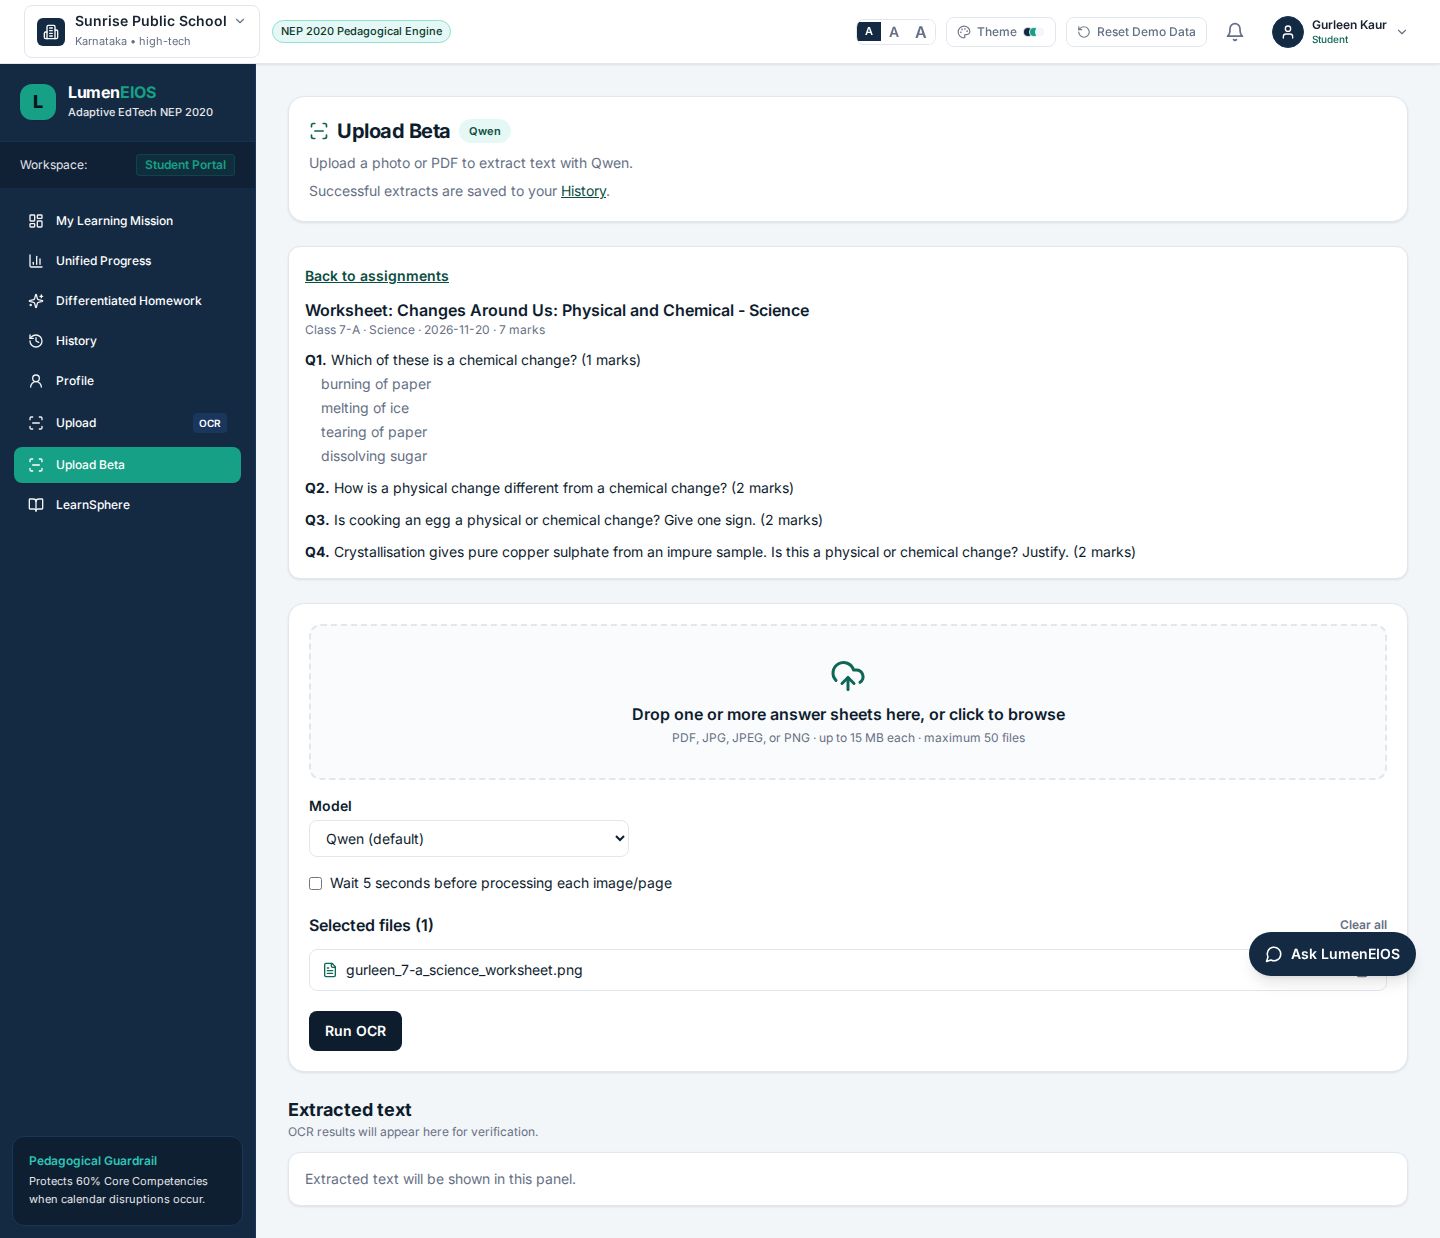 Sunrise Public School
Karnataka • high-tech
NEP 2020 Pedagogical Engine
A A A
Theme
Reset Demo Data
Gurleen Kaur
Student
L
LumenEIOS
Adaptive EdTech NEP 2020
Workspace:
Student Portal
My Learning Mission
Unified Progress
Differentiated Homework
History
Profile
Upload
OCR
Upload Beta
LearnSphere
Pedagogical Guardrail
Protects 60% Core Competencies
when calendar disruptions occur.
Upload Beta
Qwen
Upload a photo or PDF to extract text with Qwen.
Successful extracts are saved to your History.
Back to assignments
Worksheet: Changes Around Us: Physical and Chemical - Science
Class 7-A · Science · 2026-11-20 · 7 marks
Q1. Which of these is a chemical change? (1 marks)
burning of paper
melting of ice
tearing of paper
dissolving sugar
Q2. How is a physical change different from a chemical change? (2 marks)
Q3. Is cooking an egg a physical or chemical change? Give one sign. (2 marks)
Q4. Crystallisation gives pure copper sulphate from an impure sample. Is this a physical or chemical change? Justify. (2 marks)
Drop one or more answer sheets here, or click to browse
PDF, JPG, JPEG, or PNG · up to 15 MB each · maximum 50 files
Model
Qwen (default)
Wait 5 seconds before processing each image/page
Selected files (1)
Clear all
gurleen_7-a_science_worksheet.png
Ask LumenEIOS
Run OCR
Extracted text
OCR results will appear here for verification.
Extracted text will be shown in this panel.